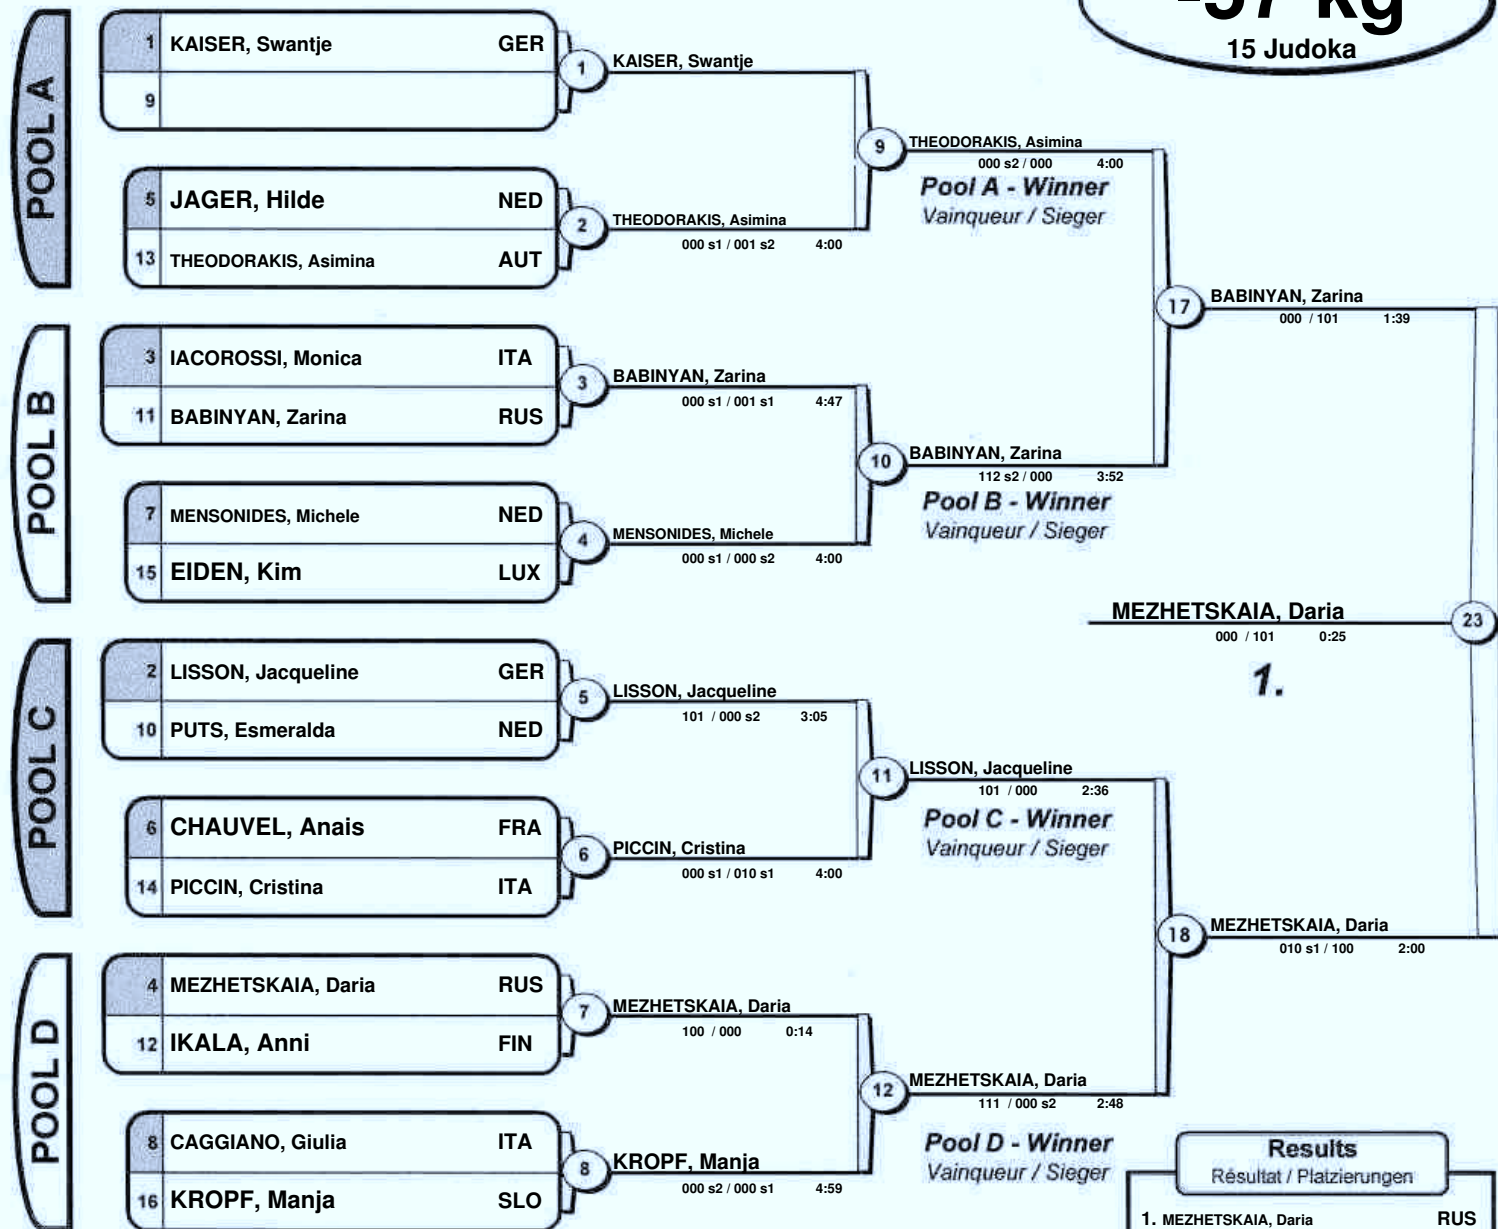 -57 kg
15 Judoka
POOL A
1 KAISER, Swantje GER
9
1 KAISER, Swantje
5 JAGER, Hilde NED
13 THEODORAKIS, Asimina AUT
2 THEODORAKIS, Asimina
000 s1 / 001 s2 4:00
9 THEODORAKIS, Asimina
000 s2 / 000 4:00
Pool A - Winner
Vainqueur / Sieger
POOL B
3 IACOROSSI, Monica ITA
11 BABINYAN, Zarina RUS
3 BABINYAN, Zarina
000 s1 / 001 s1 4:47
7 MENSONIDES, Michele NED
15 EIDEN, Kim LUX
4 MENSONIDES, Michele
000 s1 / 000 s2 4:00
10 BABINYAN, Zarina
112 s2 / 000 3:52
Pool B - Winner
Vainqueur / Sieger
17 BABINYAN, Zarina
000 / 101 1:39
MEZHETSKAIA, Daria 23
000 / 101 0:25
1.
POOL C
2 LISSON, Jacqueline GER
10 PUTS, Esmeralda NED
5 LISSON, Jacqueline
101 / 000 s2 3:05
6 CHAUVEL, Anais FRA
14 PICCIN, Cristina ITA
6 PICCIN, Cristina
000 s1 / 010 s1 4:00
11 LISSON, Jacqueline
101 / 000 2:36
Pool C - Winner
Vainqueur / Sieger
18 MEZHETSKAIA, Daria
010 s1 / 100 2:00
POOL D
4 MEZHETSKAIA, Daria RUS
12 IKALA, Anni FIN
7 MEZHETSKAIA, Daria
100 / 000 0:14
8 CAGGIANO, Giulia ITA
16 KROPF, Manja SLO
8 KROPF, Manja
000 s2 / 000 s1 4:59
12 MEZHETSKAIA, Daria
111 / 000 s2 2:48
Pool D - Winner
Vainqueur / Sieger
Results
Résultat / Platzierungen
1. MEZHETSKAIA, Daria RUS